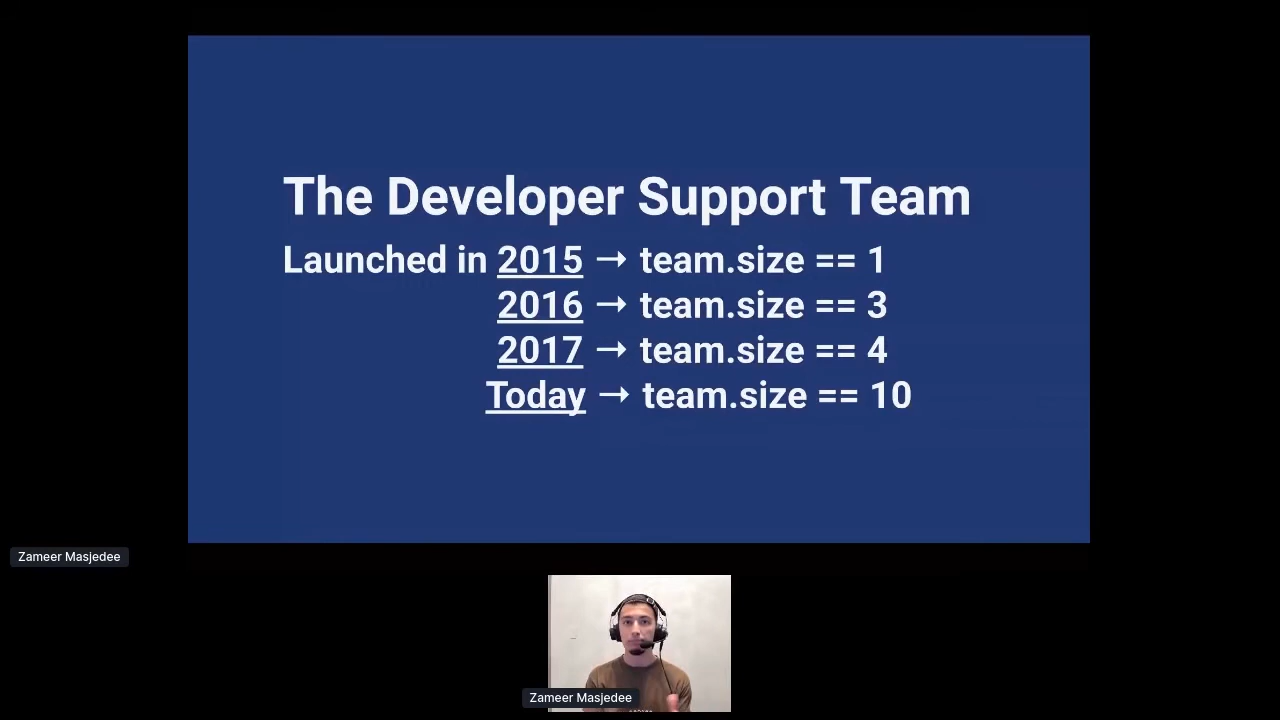 The Developer Support Team
Launched in 2015 → team.size == 1
2016 → team.size == 3
2017 → team.size == 4
Today → team.size == 10
Zameer Masjedee
Zameer Masjedee